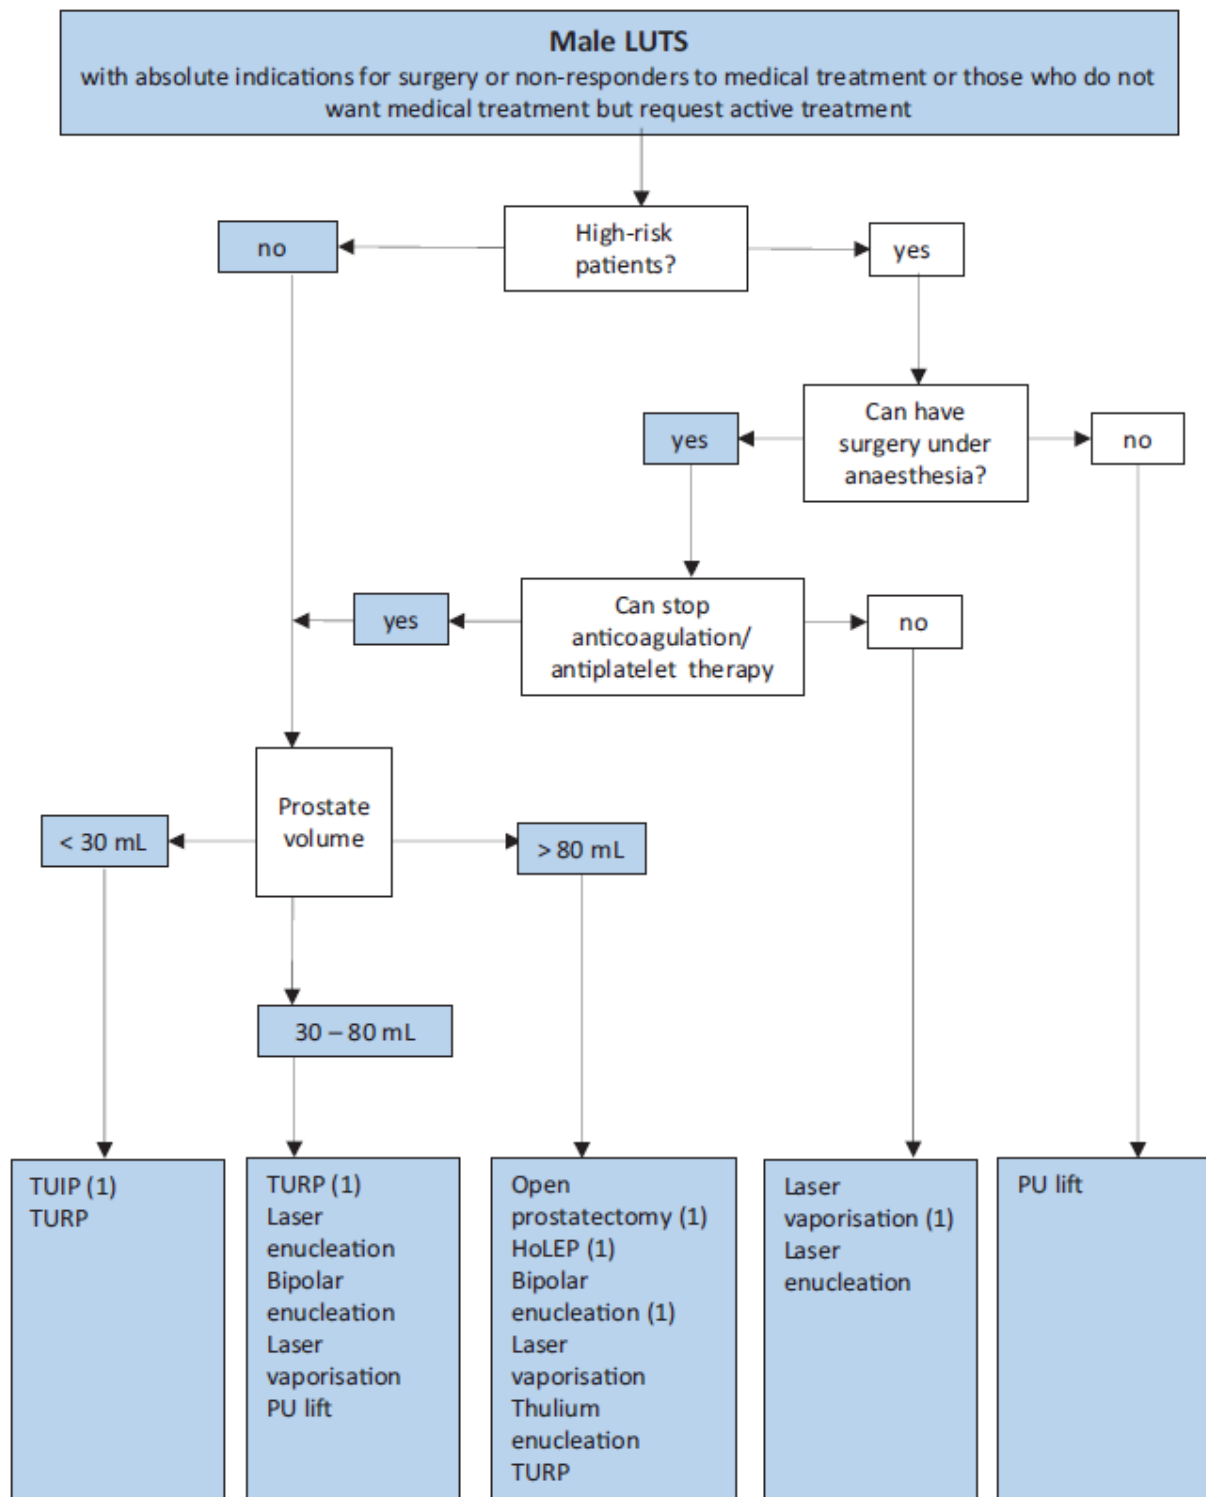 Male LUTS
with absolute indications for surgery or non-responders to medical treatment or those who do not
want medical treatment but request active treatment
High-risk
patients?
no
yes
Can have
surgery under
anaesthesia?
yes
no
Can stop
anticoagulation/
antiplatelet therapy
yes
no
Prostate
volume
< 30 mL
> 80 mL
30 – 80 mL
TUIP (1)
TURP
TURP (1)
Laser
enucleation
Bipolar
enucleation
Laser
vaporisation
PU lift
Open
prostatectomy (1)
HoLEP (1)
Bipolar
enucleation (1)
Laser
vaporisation
Thulium
enucleation
TURP
Laser
vaporisation (1)
Laser
enucleation
PU lift